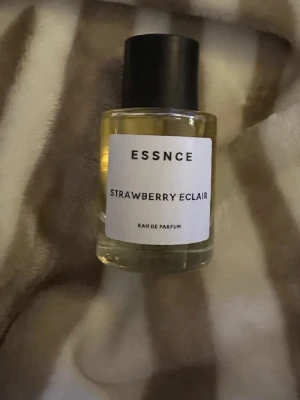 ESSNCE
STRAWBERRY ECLAIR
EAU DE PARFUM